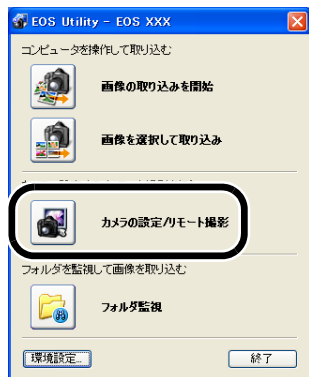 EOS Utility - EOS XXX
コンピュータを操作して取り込む
画像の取り込みを開始
画像を選択して取り込み
カメラの設定/リモート撮影
フォルダを監視して画像を取り込む
フォルダ監視
環境設定...
終了